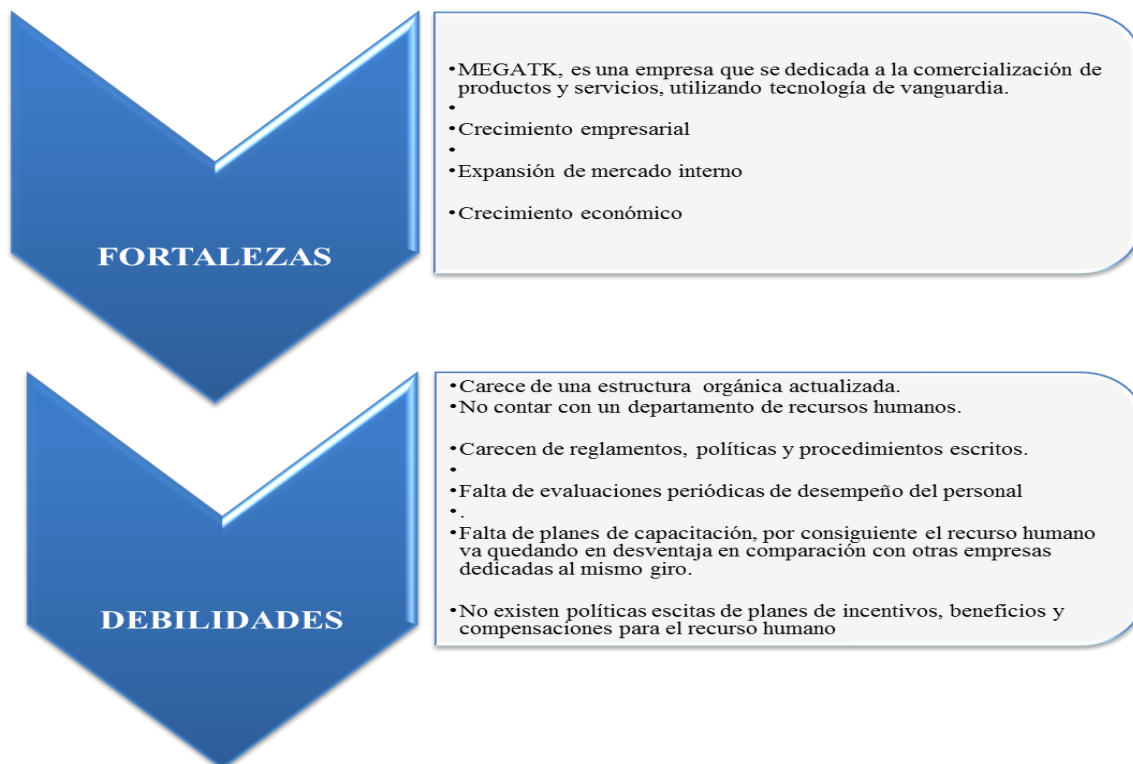 FORTALEZAS
•MEGATK, es una empresa que se dedicada a la comercialización de
productos y servicios, utilizando tecnología de vanguardia.
•
•Crecimiento empresarial
•
•Expansión de mercado interno
•Crecimiento económico
DEBILIDADES
•Carece de una estructura orgánica actualizada.
•No contar con un departamento de recursos humanos.
•Carecen de reglamentos, políticas y procedimientos escritos.
•
•Falta de evaluaciones periódicas de desempeño del personal
•.
•Falta de planes de capacitación, por consiguiente el recurso humano
va quedando en desventaja en comparación con otras empresas
dedicadas al mismo giro.
•No existen políticas escitas de planes de incentivos, beneficios y
compensaciones para el recurso humano